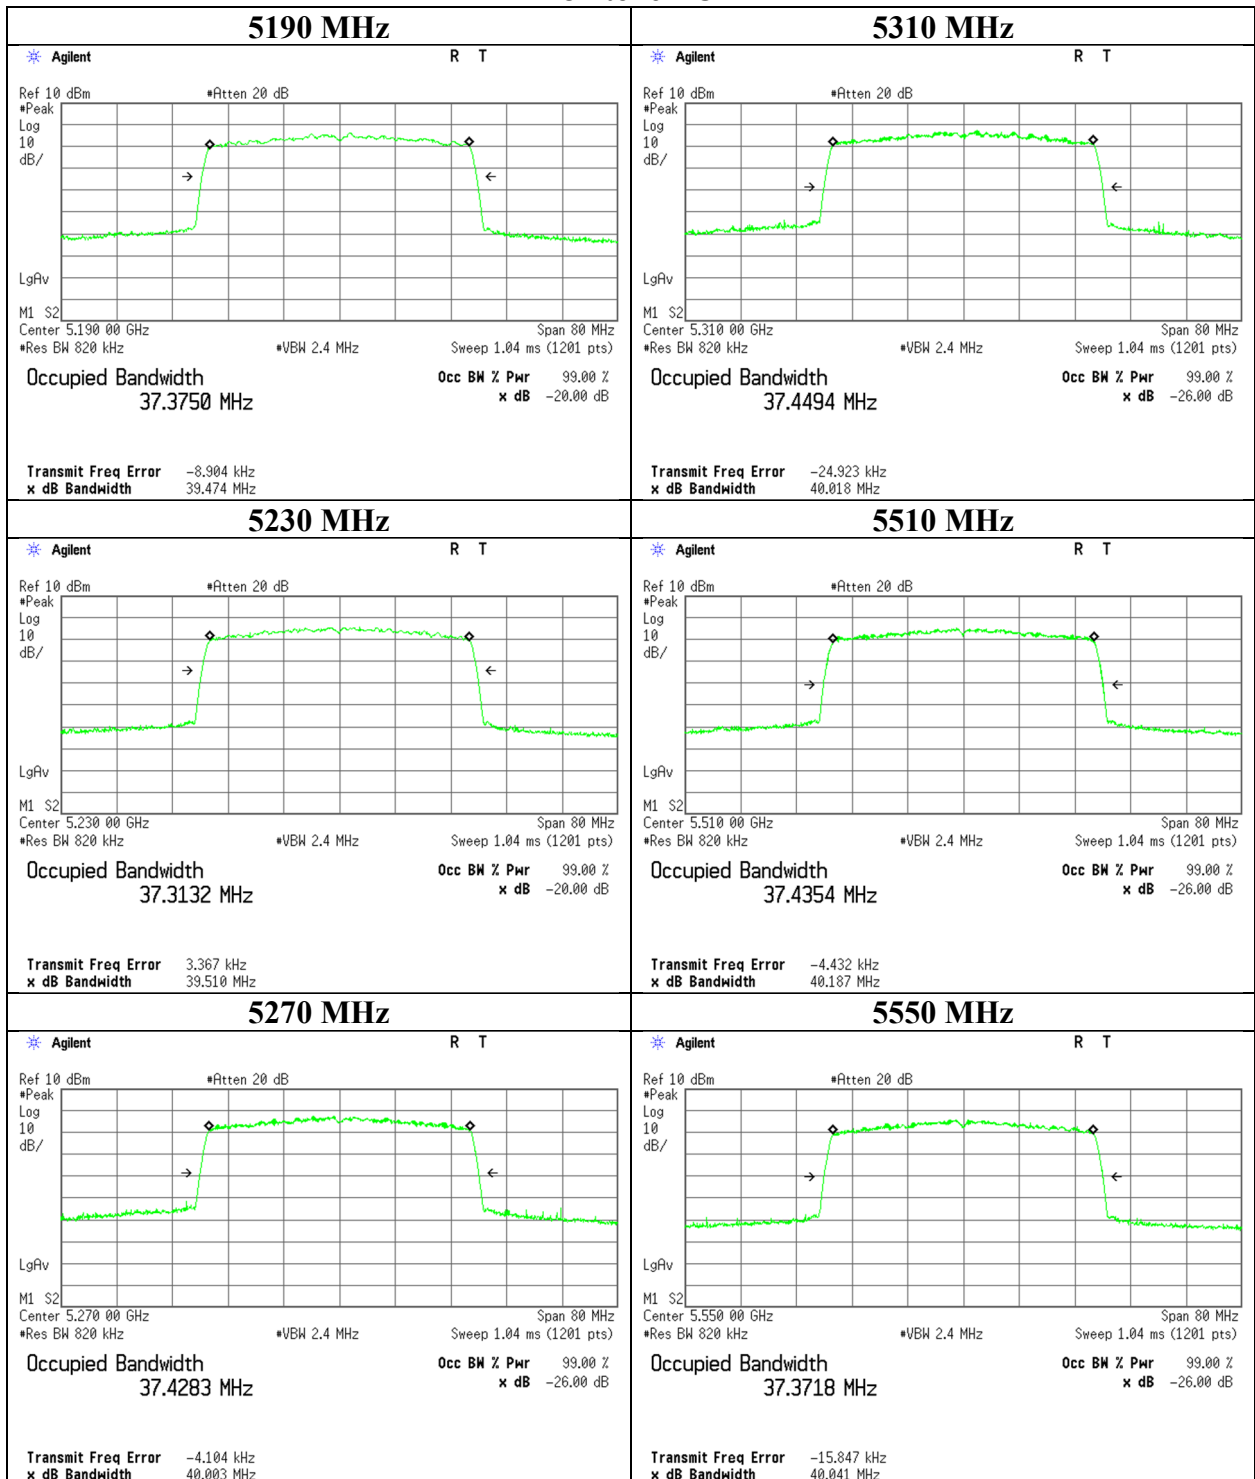 5190 MHz
Agilent R T
Ref 10 dBm #Atten 20 dB
#Peak
Log
10
dB/
LgAv
M1 S2
Center 5.190 00 GHz Span 80 MHz
#Res BW 820 kHz #VBW 2.4 MHz Sweep 1.04 ms (1201 pts)
Occupied Bandwidth Occ BW % Pwr 99.00 %
37.3750 MHz x dB -20.00 dB
Transmit Freq Error -8.904 kHz
x dB Bandwidth 39.474 MHz
5310 MHz
Agilent R T
Ref 10 dBm #Atten 20 dB
#Peak
Log
10
dB/
LgAv
M1 S2
Center 5.310 00 GHz Span 80 MHz
#Res BW 820 kHz #VBW 2.4 MHz Sweep 1.04 ms (1201 pts)
Occupied Bandwidth Occ BW % Pwr 99.00 %
37.4494 MHz x dB -26.00 dB
Transmit Freq Error -24.923 kHz
x dB Bandwidth 40.018 MHz
5230 MHz
Agilent R T
Ref 10 dBm #Atten 20 dB
#Peak
Log
10
dB/
LgAv
M1 S2
Center 5.230 00 GHz Span 80 MHz
#Res BW 820 kHz #VBW 2.4 MHz Sweep 1.04 ms (1201 pts)
Occupied Bandwidth Occ BW % Pwr 99.00 %
37.3132 MHz x dB -20.00 dB
Transmit Freq Error 3.367 kHz
x dB Bandwidth 39.510 MHz
5510 MHz
Agilent R T
Ref 10 dBm #Atten 20 dB
#Peak
Log
10
dB/
LgAv
M1 S2
Center 5.510 00 GHz Span 80 MHz
#Res BW 820 kHz #VBW 2.4 MHz Sweep 1.04 ms (1201 pts)
Occupied Bandwidth Occ BW % Pwr 99.00 %
37.4354 MHz x dB -26.00 dB
Transmit Freq Error -4.432 kHz
x dB Bandwidth 40.187 MHz
5270 MHz
Agilent R T
Ref 10 dBm #Atten 20 dB
#Peak
Log
10
dB/
LgAv
M1 S2
Center 5.270 00 GHz Span 80 MHz
#Res BW 820 kHz #VBW 2.4 MHz Sweep 1.04 ms (1201 pts)
Occupied Bandwidth Occ BW % Pwr 99.00 %
37.4283 MHz x dB -26.00 dB
Transmit Freq Error -4.104 kHz
x dB Bandwidth 40.003 MHz
5550 MHz
Agilent R T
Ref 10 dBm #Atten 20 dB
#Peak
Log
10
dB/
LgAv
M1 S2
Center 5.550 00 GHz Span 80 MHz
#Res BW 820 kHz #VBW 2.4 MHz Sweep 1.04 ms (1201 pts)
Occupied Bandwidth Occ BW % Pwr 99.00 %
37.3718 MHz x dB -26.00 dB
Transmit Freq Error -15.847 kHz
x dB Bandwidth 40.041 MHz